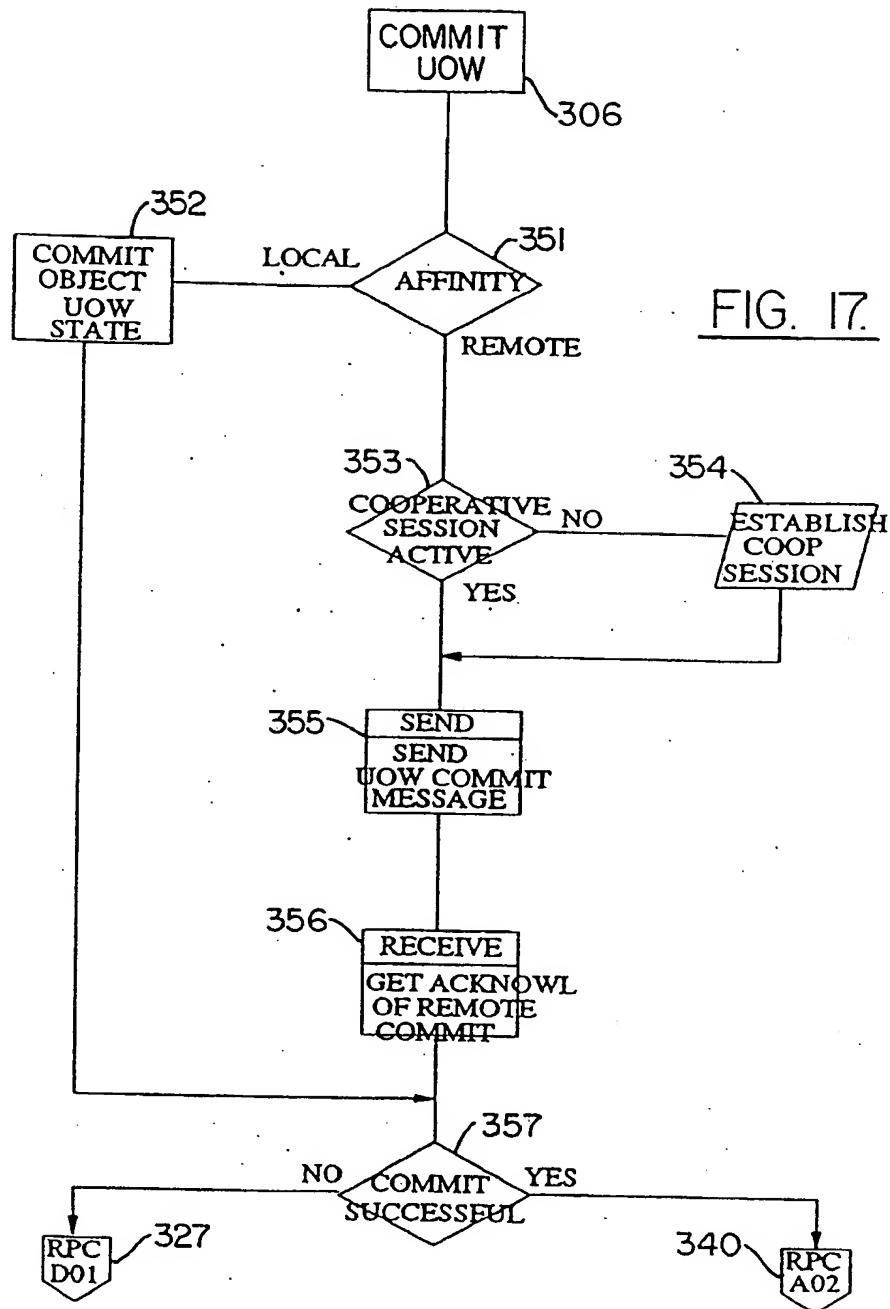 COMMIT
UOW
306
352
351
COMMIT
OBJECT
UOW
STATE
LOCAL
AFFINITY
FIG. 17.
REMOTE
353
354
COOPERATIVE
SESSION
ACTIVE
NO
ESTABLISH
COOP
SESSION
YES
355
SEND
SEND
UOW COMMIT
MESSAGE
356
RECEIVE
GET ACKNOWL
OF REMOTE
COMMIT
357
NO
COMMIT
SUCCESSFUL
YES
RPC
D01
327
340
RPC
A02